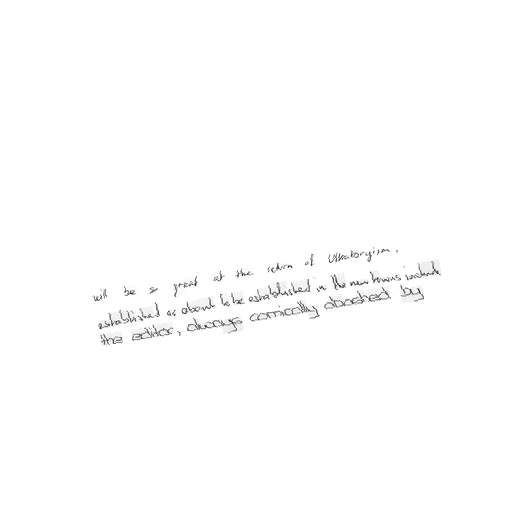 will be so great at the return of
established or about to be established in the new towns include
the editor, always comically abashed by